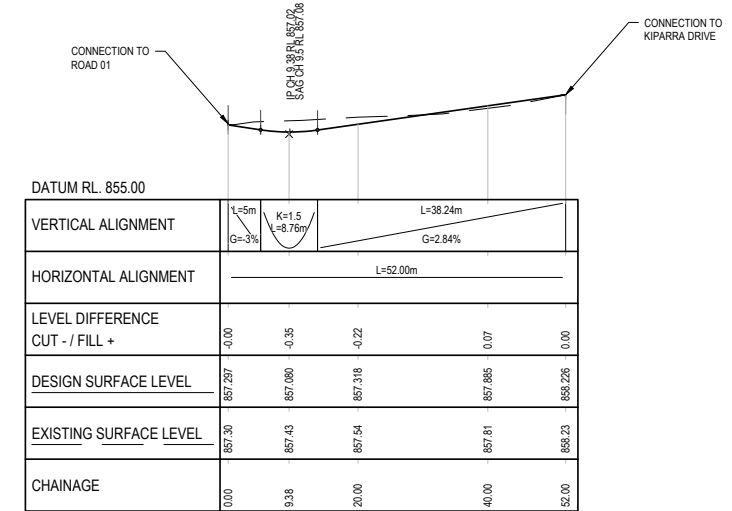 IP CH 9.38 RL 857.02
SAG CH 9.5 RL 857.08
CONNECTION TO
ROAD 01
CONNECTION TO
KIPARRA DRIVE
DATUM RL. 855.00
VERTICAL ALIGNMENT
L=5m
G=-3%
K=1.5
L=8.76m
L=38.24m
G=2.84%
HORIZONTAL ALIGNMENT
L=52.00m
LEVEL DIFFERENCE
CUT - / FILL +
-0.00
-0.35
-0.22
0.07
0.00
DESIGN SURFACE LEVEL
857.297
857.080
857.318
857.885
858.226
EXISTING SURFACE LEVEL
857.30
857.43
857.54
857.81
858.23
CHAINAGE
0.00
9.38
20.00
40.00
52.00